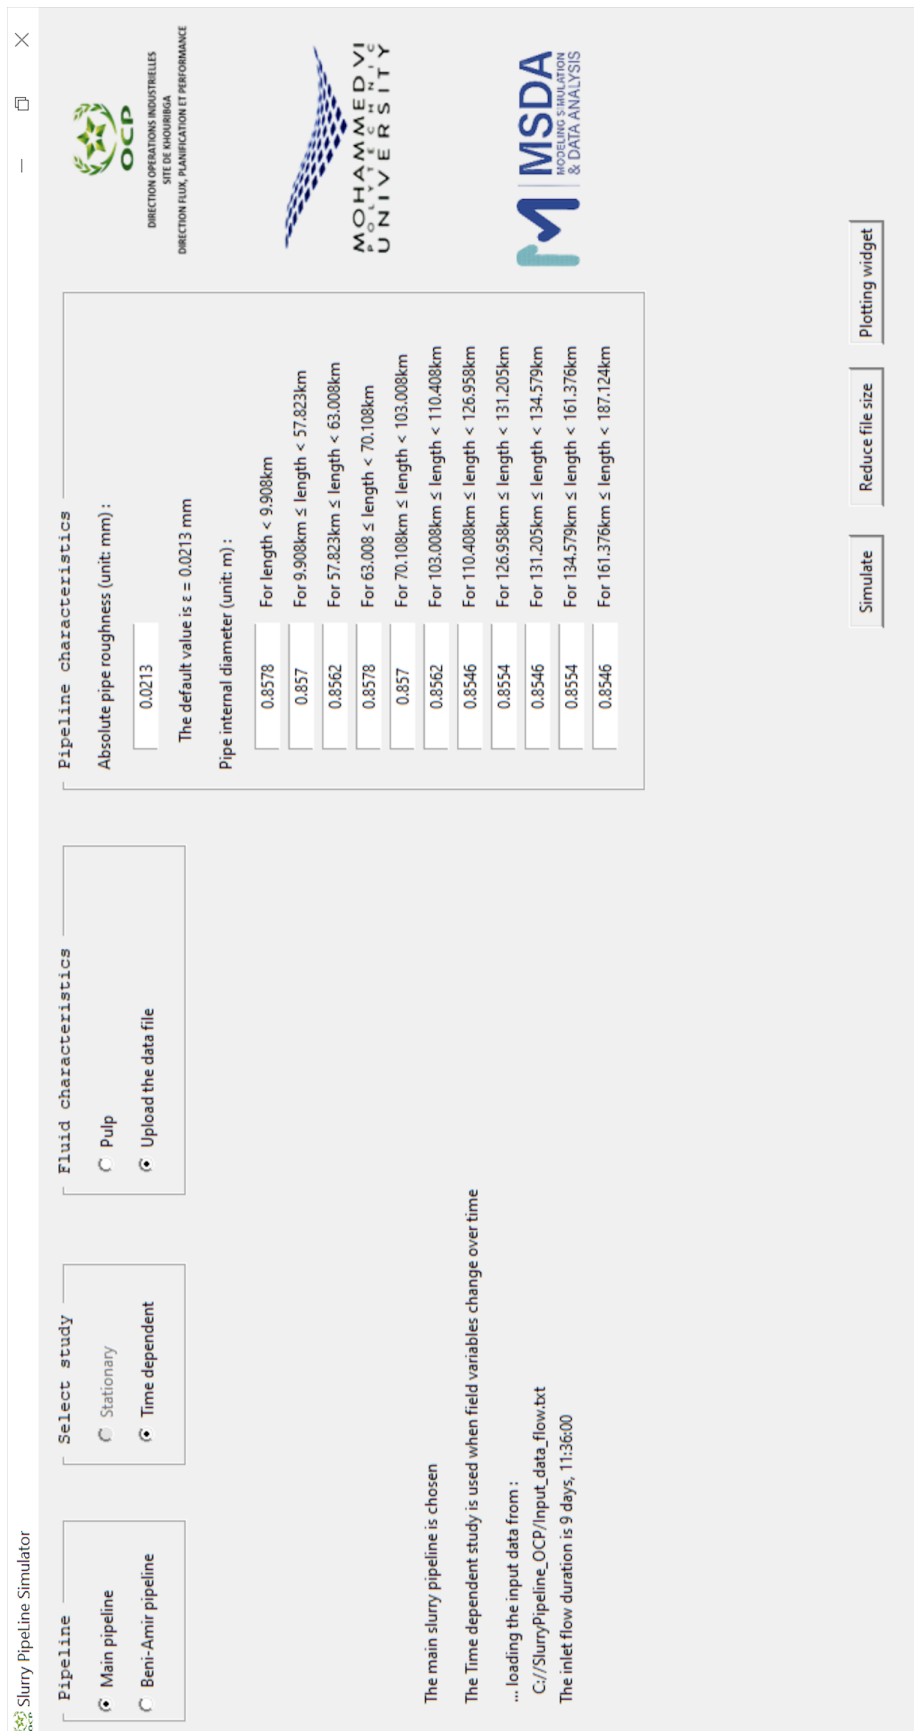 Slurry PipeLine Simulator
Pipeline
Main pipeline
Beni-Amir pipeline
Select study
Stationary
Time dependent
Fluid characteristics
Pulp
Upload the data file
Pipeline characteristics
Absolute pipe roughness (unit: mm) :
0.0213
The default value is ε = 0.0213 mm
Pipe internal diameter (unit: m) :
0.8578 For length < 9.908km
0.857 For 9.908km ≤ length < 57.823km
0.8562 For 57.823km ≤ length < 63.008km
0.8578 For 63.008 ≤ length < 70.108km
0.857 For 70.108km ≤ length < 103.008km
0.8562 For 103.008km ≤ length < 110.408km
0.8546 For 110.408km ≤ length < 126.958km
0.8554 For 126.958km ≤ length < 131.205km
0.8546 For 131.205km ≤ length < 134.579km
0.8554 For 134.579km ≤ length < 161.376km
0.8546 For 161.376km ≤ length < 187.124km
OCP
DIRECTION OPERATIONS INDUSTRIELLES
SITE DE KHOURIBGA
DIRECTION FLUX, PLANIFICATION ET PERFORMANCE
MOHAMMED VI
POLYTECHNIC
UNIVERSITY
MSDA
MODELING SIMULATION
& DATA ANALYSIS
The main slurry pipeline is chosen
The Time dependent study is used when field variables change over time
... loading the input data from :
C://SlurryPipeline_OCP/Input_data_flow.txt
The inlet flow duration is 9 days, 11:36:00
Simulate
Reduce file size
Plotting widget